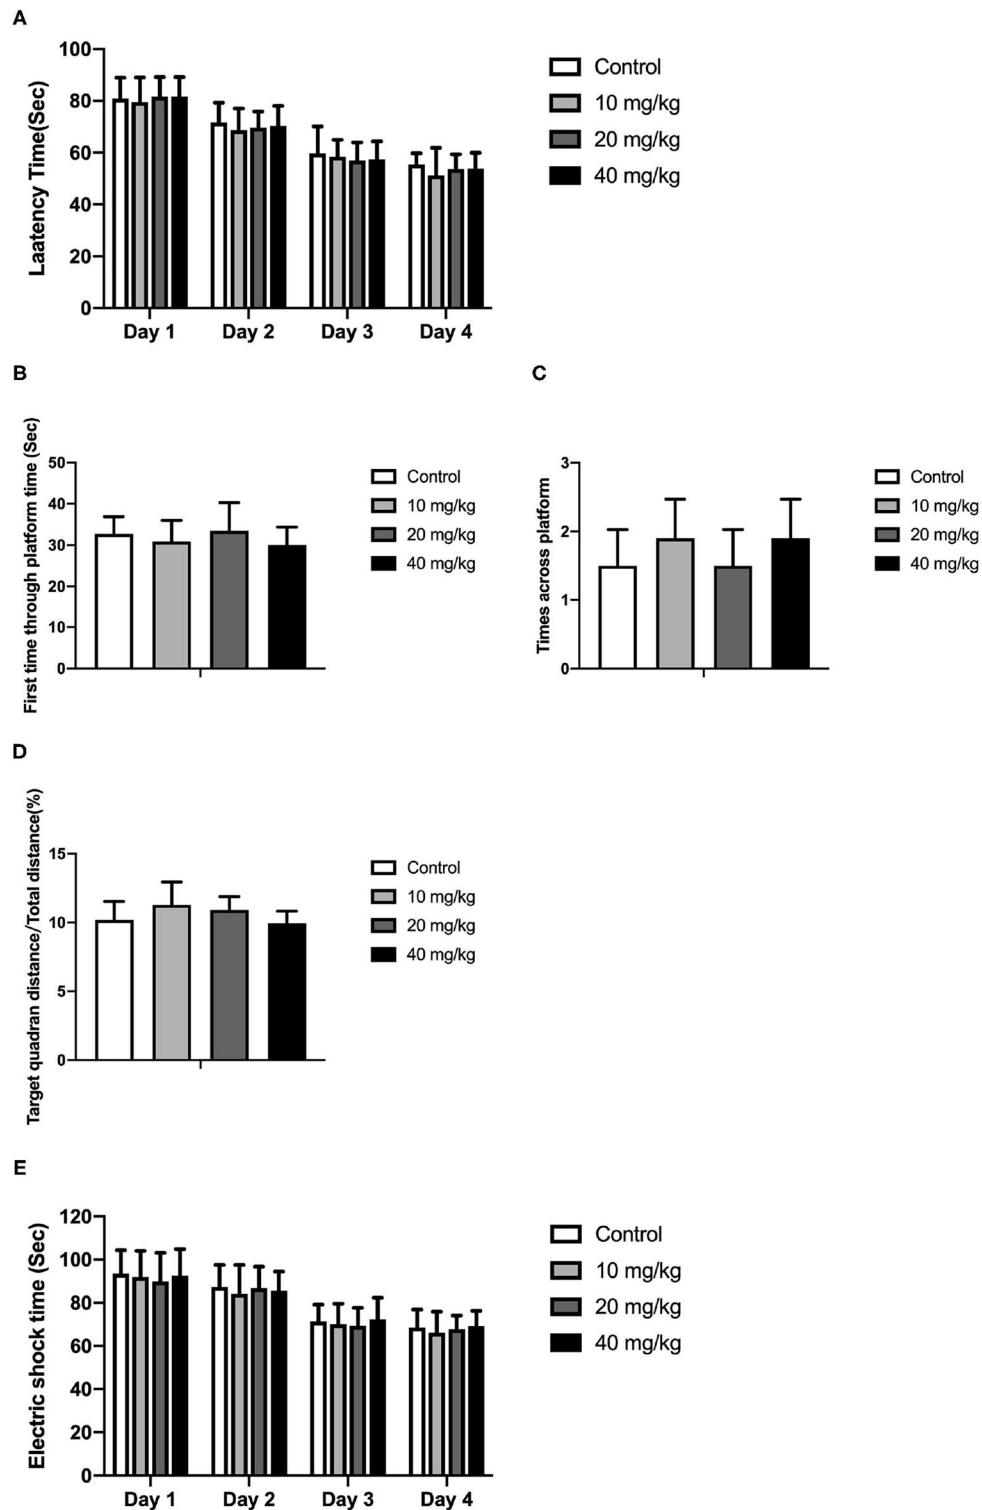 A
Laatency Time(Sec)
100
80
60
40
20
0
Day 1 Day 2 Day 3 Day 4
Control
10 mg/kg
20 mg/kg
40 mg/kg
B
First time through platform time (Sec)
50
40
30
20
10
0
Control
10 mg/kg
20 mg/kg
40 mg/kg
C
Times across platform
3
2
1
0
Control
10 mg/kg
20 mg/kg
40 mg/kg
D
Target quadran distance/Total distance(%)
15
10
5
0
Control
10 mg/kg
20 mg/kg
40 mg/kg
E
Electric shock time (Sec)
120
100
80
60
40
20
0
Day 1 Day 2 Day 3 Day 4
Control
10 mg/kg
20 mg/kg
40 mg/kg